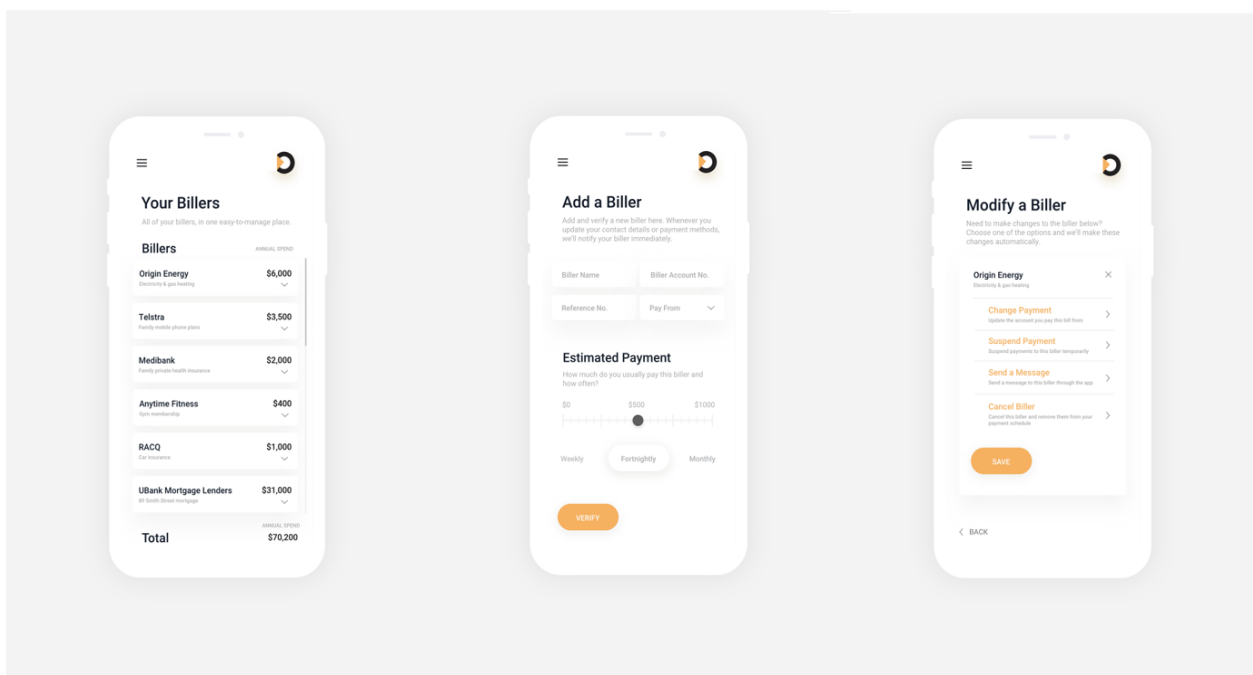 Your Billers
All of your billers, in one easy-to-manage place.
Billers
ANNUAL SPEND
Origin Energy
$6,000
Electricity & gas heating
Telstra
$3,500
Family mobile phone plans
Medibank
$2,000
Family private health insurance
Anytime Fitness
$400
Gym membership
RACQ
$1,000
Car insurance
UBank Mortgage Lenders
$31,000
89 Smith Street mortgage
ANNUAL SPEND
Total
$70,200
Add a Biller
Add and verify a new biller here. Whenever you
update your contact details or payment methods,
we'll notify your biller immediately.
Biller Name
Biller Account No.
Reference No.
Pay From
Estimated Payment
How much do you usually pay this biller and
how often?
$0
$500
$1000
Weekly
Fortnightly
Monthly
VERIFY
Modify a Biller
Need to make changes to the biller below?
Choose one of the options and we'll make these
changes automatically.
Origin Energy
Electricity & gas heating
Change Payment
Update the account you pay this bill from
Suspend Payment
Suspend payments to this biller temporarily
Send a Message
Send a message to this biller through the app
Cancel Biller
Cancel this biller and remove them from your
payment schedule
SAVE
BACK